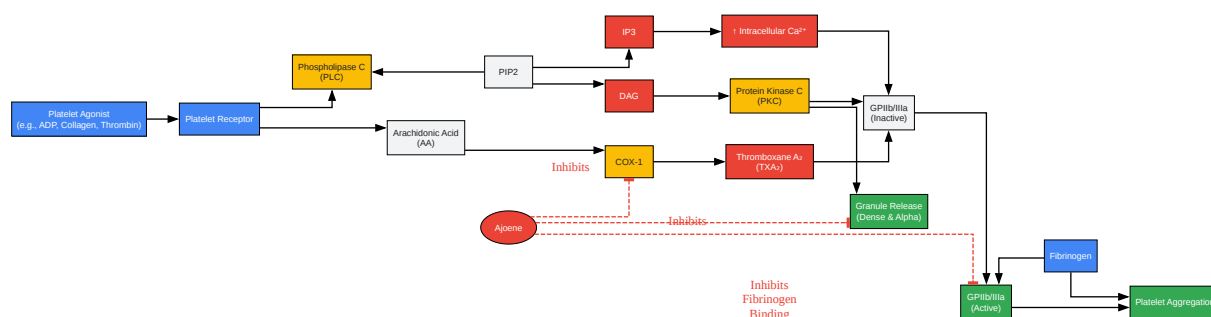 IP3
↑ Intracellular Ca²⁺
Phospholipase C
(PLC)
PIP2
DAG
Protein Kinase C
(PKC)
Platelet Agonist
(e.g., ADP, Collagen, Thrombin)
Platelet Receptor
GPIIb/IIIa
(Inactive)
Arachidonic Acid
(AA)
Inhibits
COX-1
Thromboxane A₂
(TXA₂)
Granule Release
(Dense & Alpha)
Inhibits
Ajoene
Fibrinogen
Inhibits
Fibrinogen
Binding
GPIIb/IIIa
(Active)
Platelet Aggregation